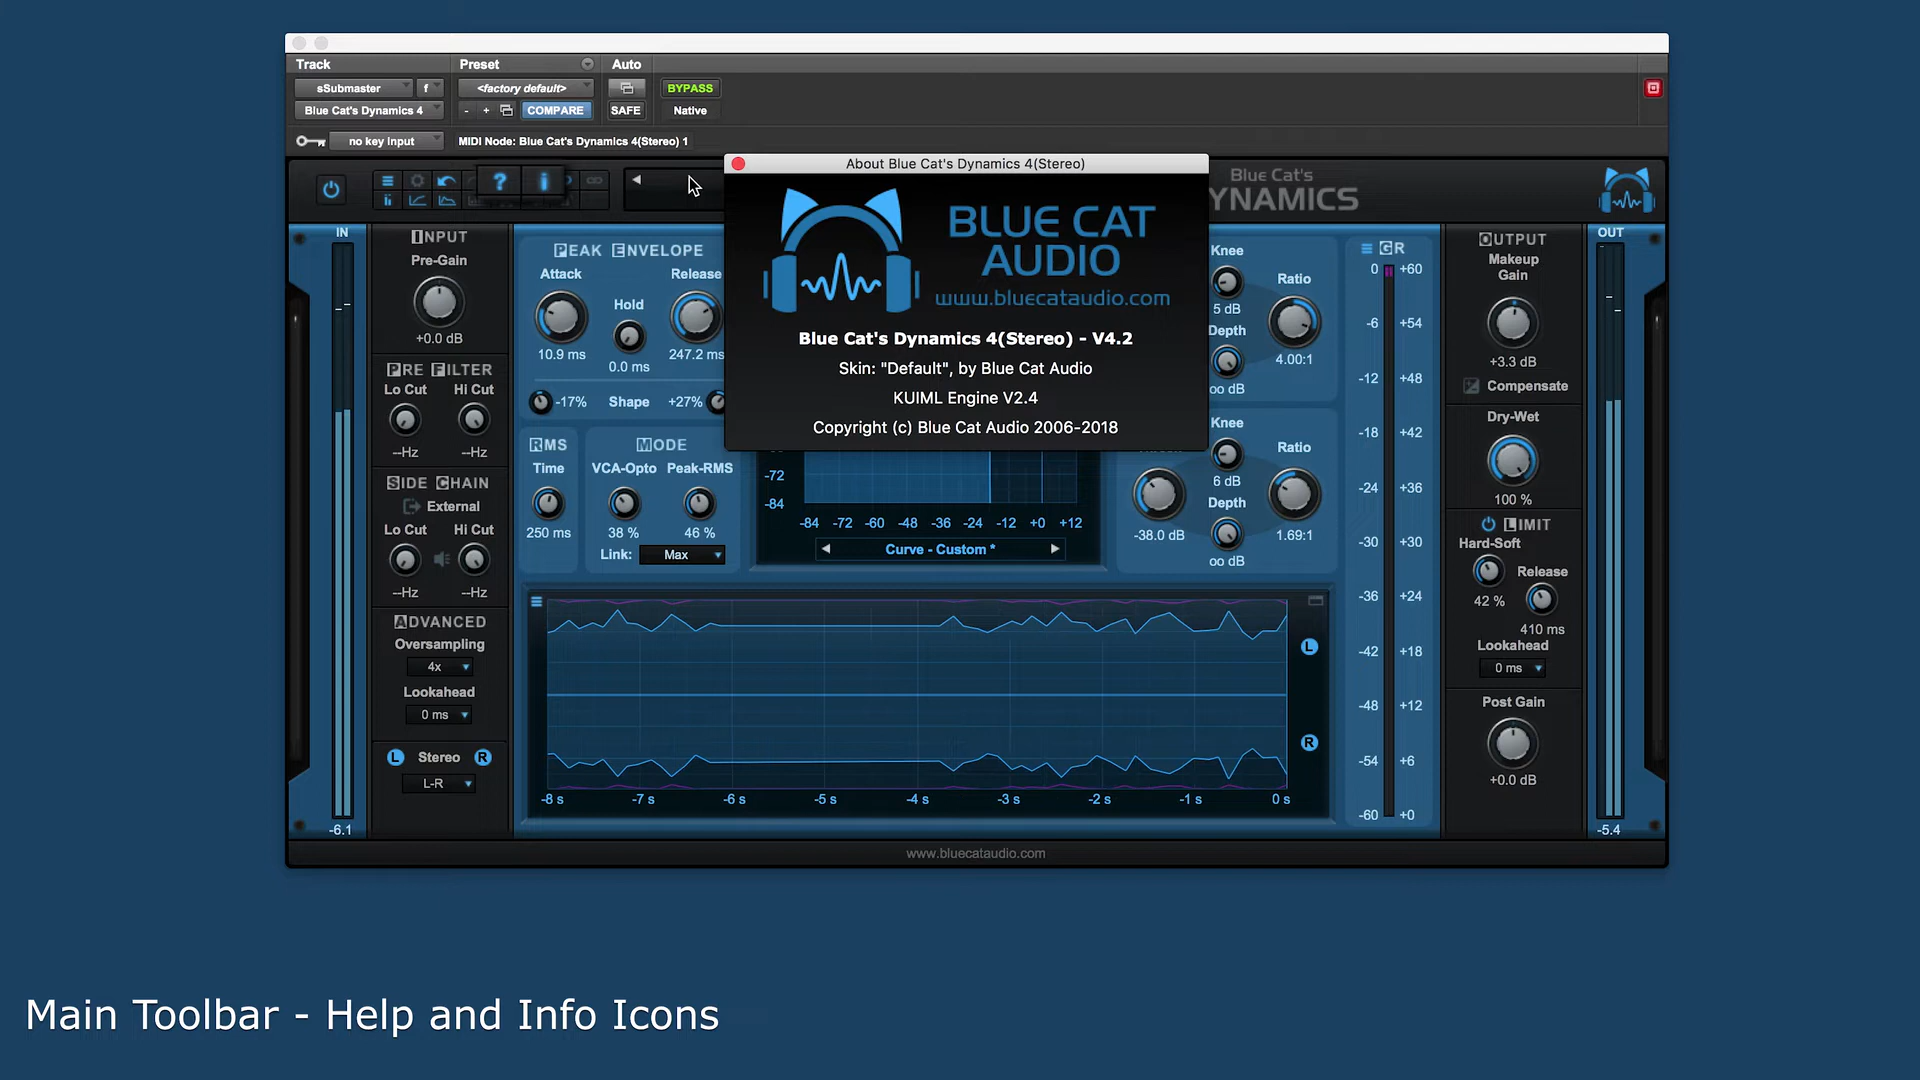 Track
Preset
Auto
sSubmaster
f
<factory default>
BYPASS
Blue Cat's Dynamics 4
-
+
COMPARE
SAFE
Native
no key input
MIDI Node: Blue Cat's Dynamics 4(Stereo) 1
About Blue Cat's Dynamics 4(Stereo)
?
i
BLUE CAT
AUDIO
www.bluecataudio.com
Blue Cat's Dynamics 4(Stereo) - V4.2
Skin: "Default", by Blue Cat Audio
KUIML Engine V2.4
Copyright (c) Blue Cat Audio 2006-2018
Blue Cat's
YNAMICS
IN
INPUT
Pre-Gain
+0.0 dB
PRE FILTER
Lo Cut
Hi Cut
--Hz
--Hz
SIDE CHAIN
External
Lo Cut
Hi Cut
--Hz
--Hz
ADVANCED
Oversampling
4x
Lookahead
0 ms
L
Stereo
R
L-R
-6.1
PEAK ENVELOPE
Attack
Hold
Release
10.9 ms
0.0 ms
247.2 ms
-17%
Shape
+27%
RMS
Time
250 ms
MODE
VCA-Opto
Peak-RMS
38 %
46 %
Link:
Max
-72
-84
-84 -72 -60 -48 -36 -24 -12 +0 +12
Curve - Custom *
Knee
5 dB
Depth
oo dB
Ratio
4.00:1
Knee
6 dB
Depth
oo dB
Ratio
1.69:1
-38.0 dB
L
R
-8 s -7 s -6 s -5 s -4 s -3 s -2 s -1 s 0 s
GR
0 +60
-6 +54
-12 +48
-18 +42
-24 +36
-30 +30
-36 +24
-42 +18
-48 +12
-54 +6
-60 +0
OUTPUT
Makeup
Gain
+3.3 dB
Compensate
Dry-Wet
100 %
LIMIT
Hard-Soft
42 %
Release
410 ms
Lookahead
0 ms
Post Gain
+0.0 dB
OUT
-5.4
www.bluecataudio.com
Main Toolbar - Help and Info Icons